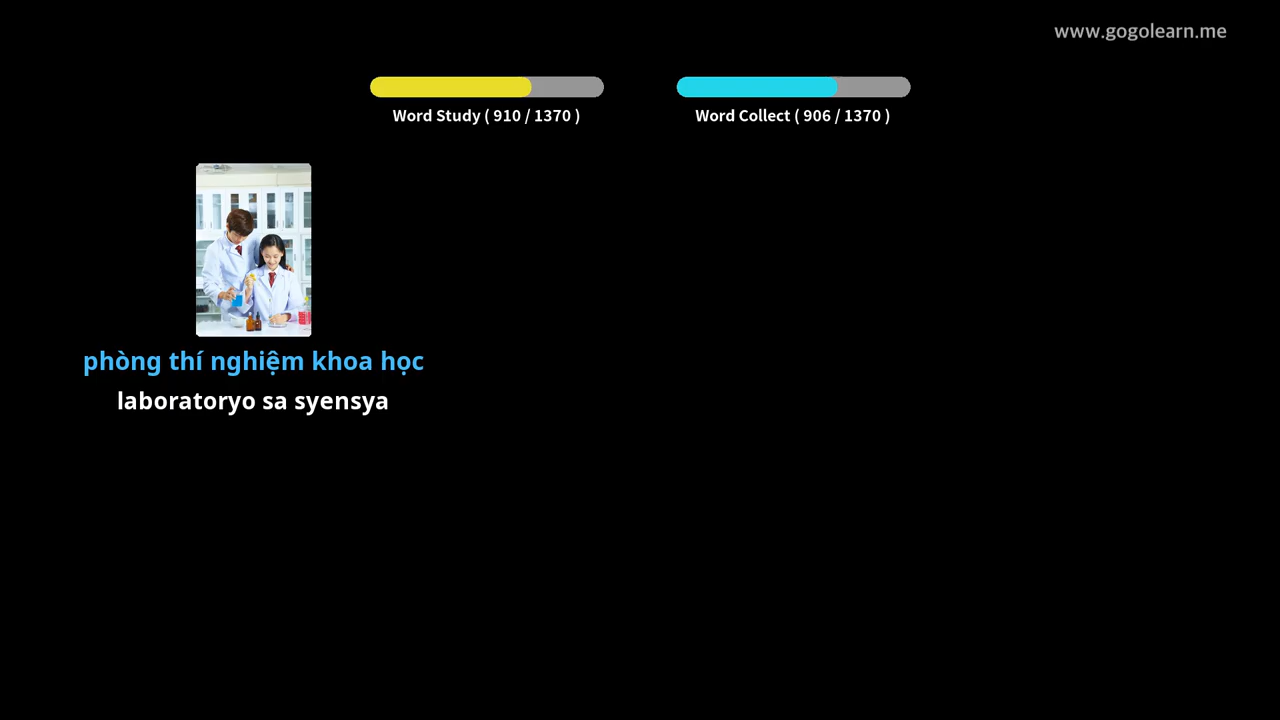 www.gogolearn.me
Word Study ( 910 / 1370 )
Word Collect ( 906 / 1370 )
phòng thí nghiệm khoa học
laboratoryo sa syensya